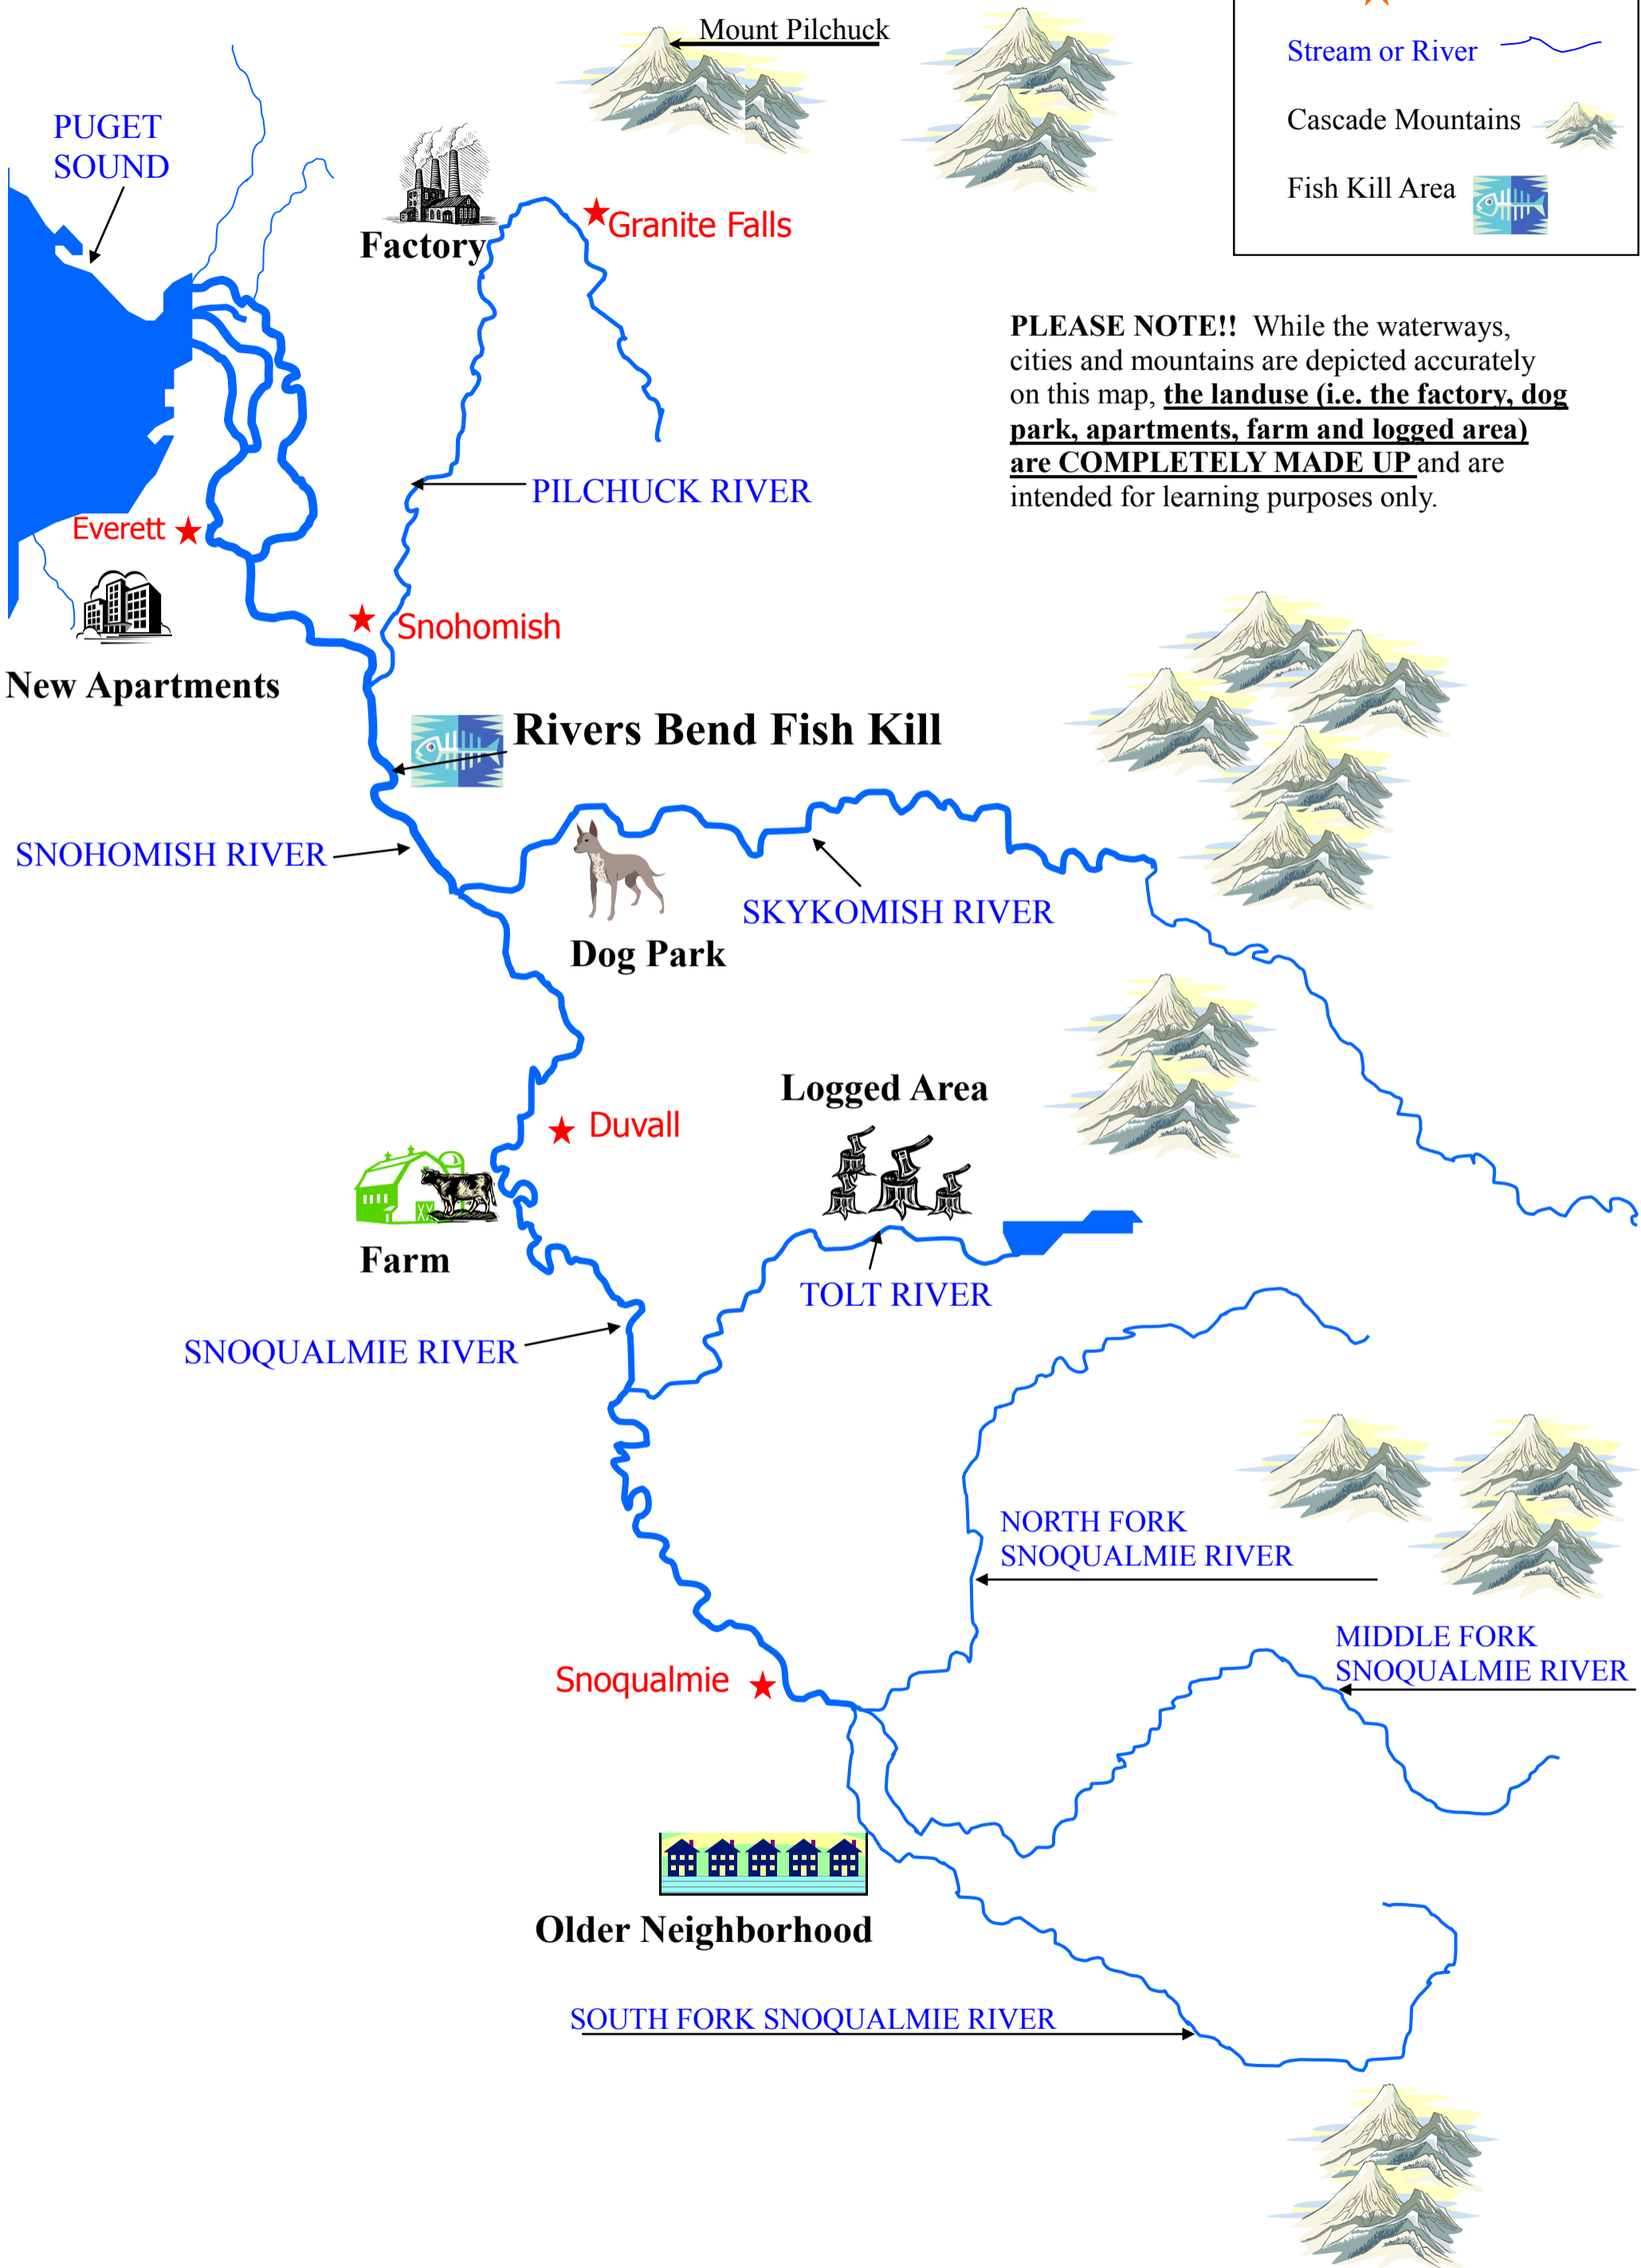 Mount Pilchuck
Stream or River
Cascade Mountains
Fish Kill Area
PUGET
SOUND
Factory
Granite Falls
PLEASE NOTE!! While the waterways,
cities and mountains are depicted accurately
on this map, the landuse (i.e. the factory, dog
park, apartments, farm and logged area)
are COMPLETELY MADE UP and are
intended for learning purposes only.
PILCHUCK RIVER
Everett
Snohomish
New Apartments
Rivers Bend Fish Kill
SNOHOMISH RIVER
SKYKOMISH RIVER
Dog Park
Logged Area
Duvall
Farm
TOLT RIVER
SNOQUALMIE RIVER
NORTH FORK
SNOQUALMIE RIVER
MIDDLE FORK
SNOQUALMIE RIVER
Snoqualmie
Older Neighborhood
SOUTH FORK SNOQUALMIE RIVER